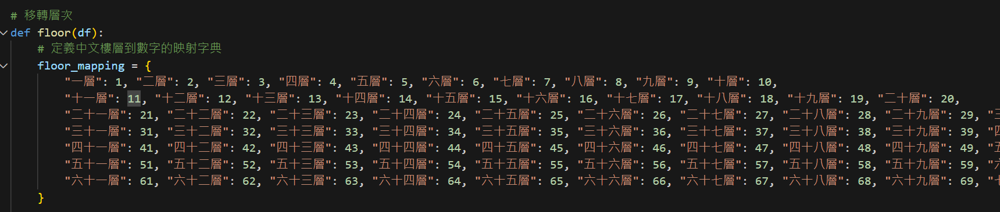 # 移轉層次
def floor(df):
# 定義中文樓層到數字的映射字典
floor_mapping = {
"一層": 1, "二層": 2, "三層": 3, "四層": 4, "五層": 5, "六層": 6, "七層": 7, "八層": 8, "九層": 9, "十層": 10,
"十一層": 11, "十二層": 12, "十三層": 13, "十四層": 14, "十五層": 15, "十六層": 16, "十七層": 17, "十八層": 18, "十九層": 19, "二十層": 20,
"二十一層": 21, "二十二層": 22, "二十三層": 23, "二十四層": 24, "二十五層": 25, "二十六層": 26, "二十七層": 27, "二十八層": 28, "二十九層": 29,
"三十一層": 31, "三十二層": 32, "三十三層": 33, "三十四層": 34, "三十五層": 35, "三十六層": 36, "三十七層": 37, "三十八層": 38, "三十九層": 39,
"四十一層": 41, "四十二層": 42, "四十三層": 43, "四十四層": 44, "四十五層": 45, "四十六層": 46, "四十七層": 47, "四十八層": 48, "四十九層": 49,
"五十一層": 51, "五十二層": 52, "五十三層": 53, "五十四層": 54, "五十五層": 55, "五十六層": 56, "五十七層": 57, "五十八層": 58, "五十九層": 59,
"六十一層": 61, "六十二層": 62, "六十三層": 63, "六十四層": 64, "六十五層": 65, "六十六層": 66, "六十七層": 67, "六十八層": 68, "六十九層": 69,
}